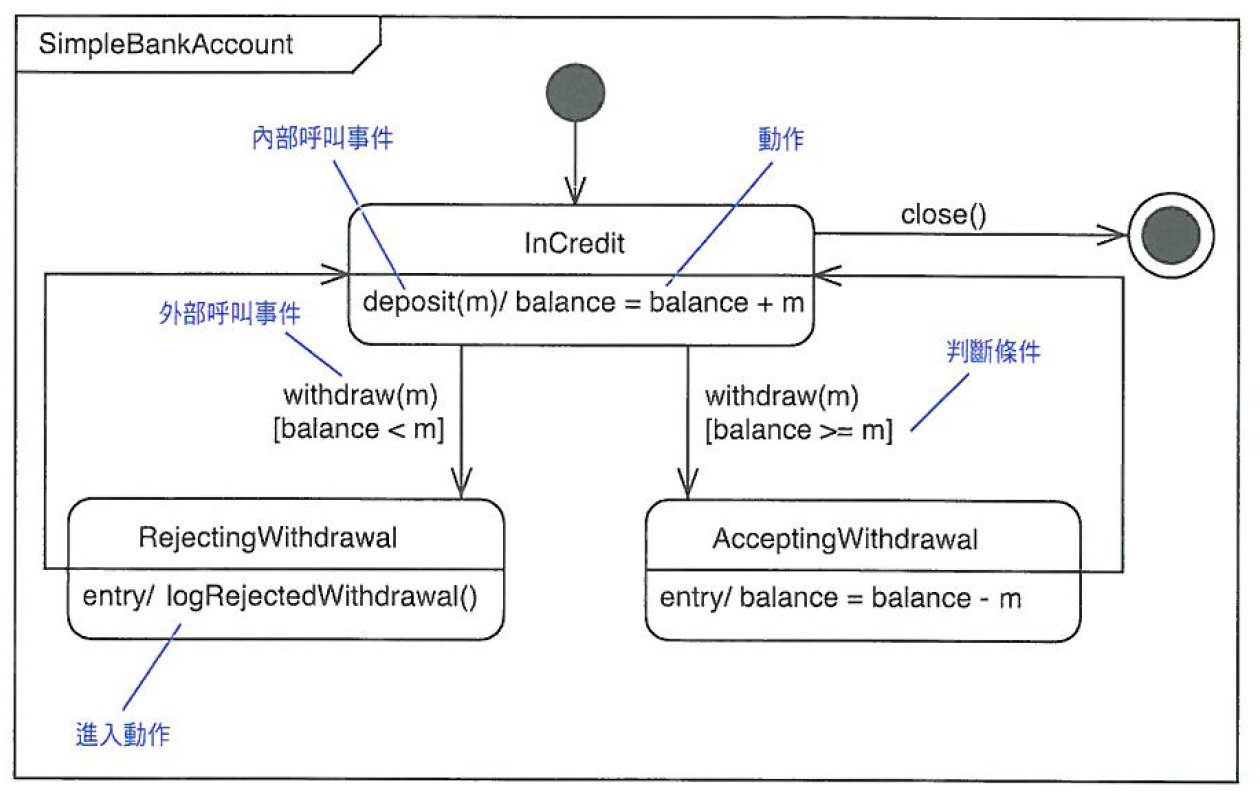 SimpleBankAccount
內部呼叫事件
動作
close()
InCredit
deposit(m)/ balance = balance + m
外部呼叫事件
判斷條件
withdraw(m)
[balance < m]
withdraw(m)
[balance >= m]
RejectingWithdrawal
entry/ logRejectedWithdrawal()
AcceptingWithdrawal
entry/ balance = balance - m
進入動作